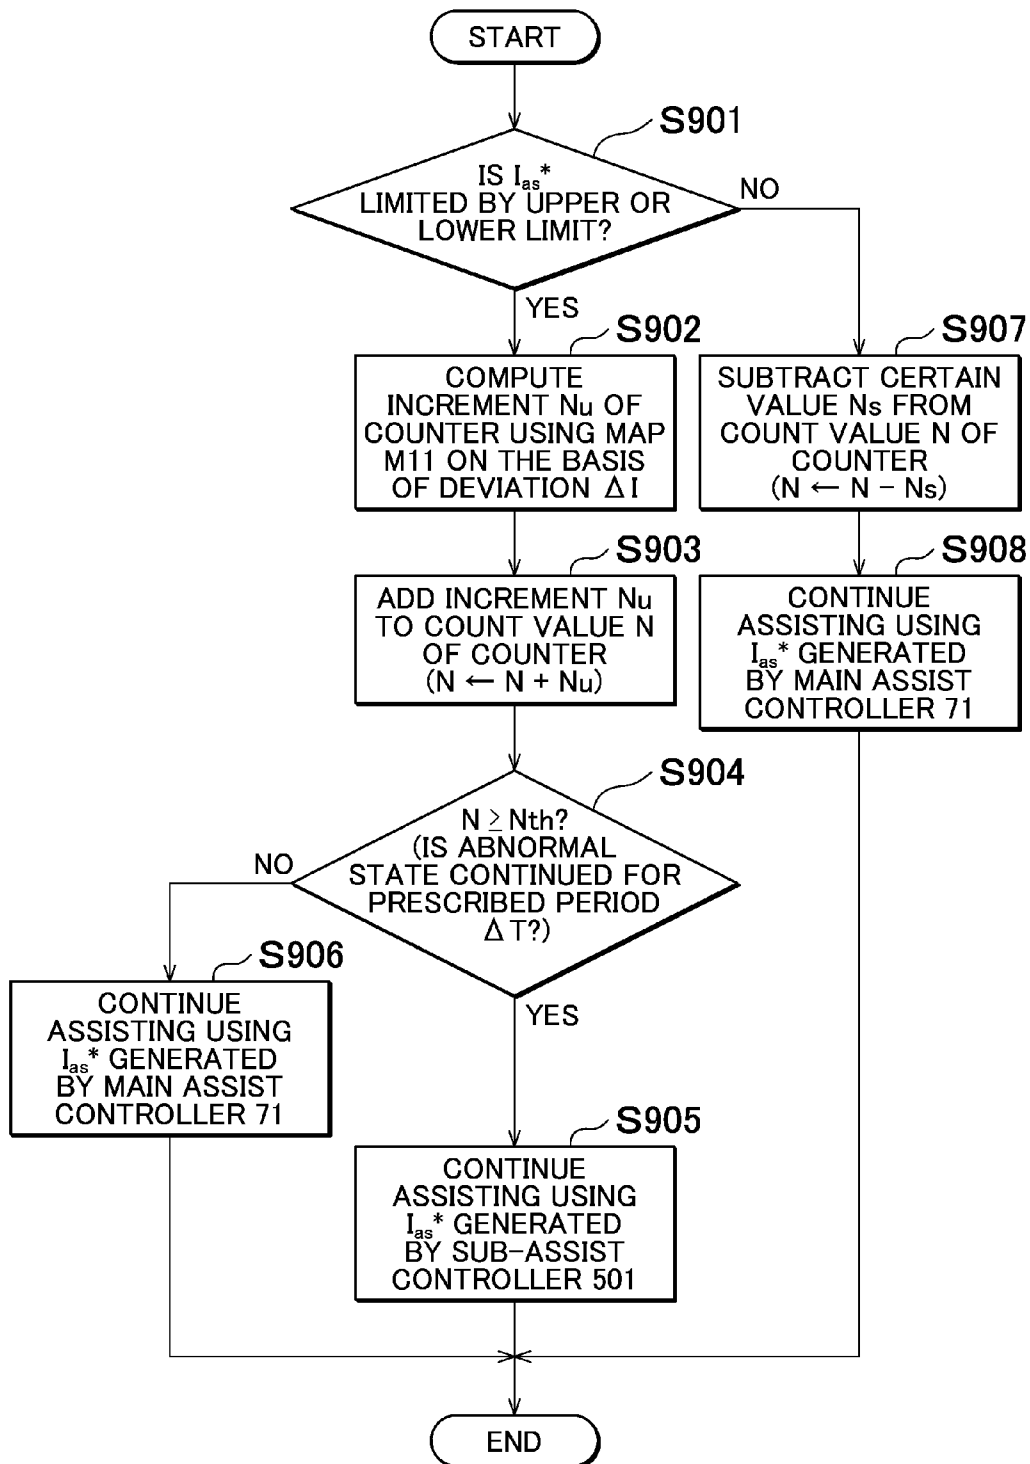 START
S901
IS Ias*
LIMITED BY UPPER OR
LOWER LIMIT?
NO
YES
S902
COMPUTE
INCREMENT Nu OF
COUNTER USING MAP
M11 ON THE BASIS
OF DEVIATION ΔI
S907
SUBTRACT CERTAIN
VALUE Ns FROM
COUNT VALUE N OF
COUNTER
(N ← N - Ns)
S903
ADD INCREMENT Nu
TO COUNT VALUE N
OF COUNTER
(N ← N + Nu)
S908
CONTINUE
ASSISTING USING
Ias* GENERATED
BY MAIN ASSIST
CONTROLLER 71
S904
N ≥ Nth?
(IS ABNORMAL
STATE CONTINUED FOR
PRESCRIBED PERIOD
ΔT?)
NO
YES
S906
CONTINUE
ASSISTING USING
Ias* GENERATED
BY MAIN ASSIST
CONTROLLER 71
S905
CONTINUE
ASSISTING USING
Ias* GENERATED
BY SUB-ASSIST
CONTROLLER 501
END